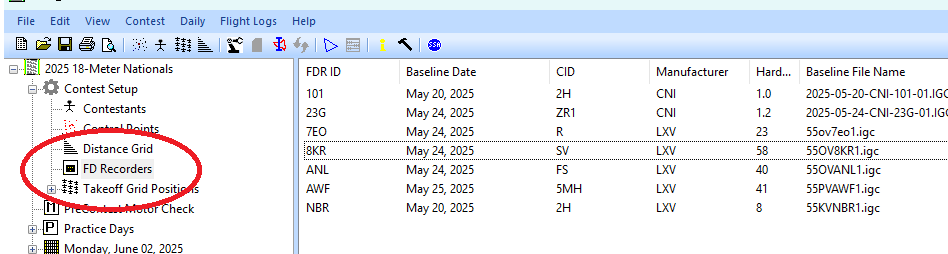 File Edit View Contest Daily Flight Logs Help
SSA
2025 18-Meter Nationals
Contest Setup
Contestants
Control Points
Distance Grid
FD Recorders
Takeoff Grid Positions
M PreContest Motor Check
P Practice Days
Monday, June 02, 2025
FDR ID Baseline Date CID Manufacturer Hard... Baseline File Name
101 May 20, 2025 2H CNI 1.0 2025-05-20-CNI-101-01.IGC
23G May 24, 2025 ZR1 CNI 1.2 2025-05-24-CNI-23G-01.IGC
7EO May 24, 2025 R LXV 23 55ov7eo1.igc
8KR May 24, 2025 SV LXV 58 55OV8KR1.igc
ANL May 24, 2025 FS LXV 40 55OVANL1.igc
AWF May 25, 2025 5MH LXV 41 55PVAWF1.igc
NBR May 20, 2025 2H LXV 8 55KVNBR1.igc